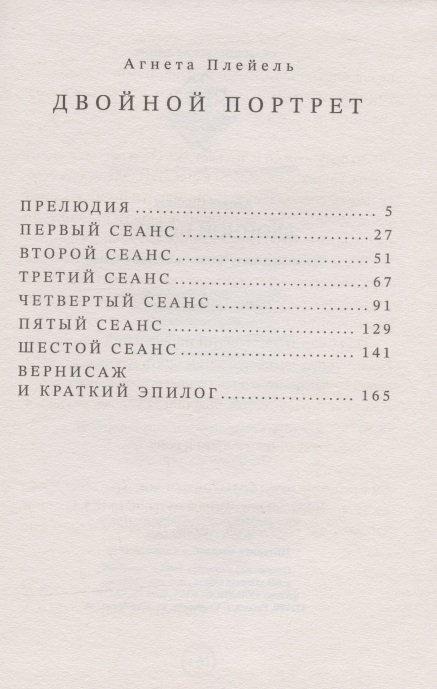 Агнета Плейель
ДВОЙНОЙ ПОРТРЕТ
ПРЕЛЮДИЯ................................... 5
ПЕРВЫЙ СЕАНС............................. 27
ВТОРОЙ СЕАНС............................. 51
ТРЕТИЙ СЕАНС............................. 67
ЧЕТВЕРТЫЙ СЕАНС........................ 91
ПЯТЫЙ СЕАНС............................. 129
ШЕСТОЙ СЕАНС........................... 141
ВЕРНИСАЖ
И КРАТКИЙ ЭПИЛОГ..................... 165